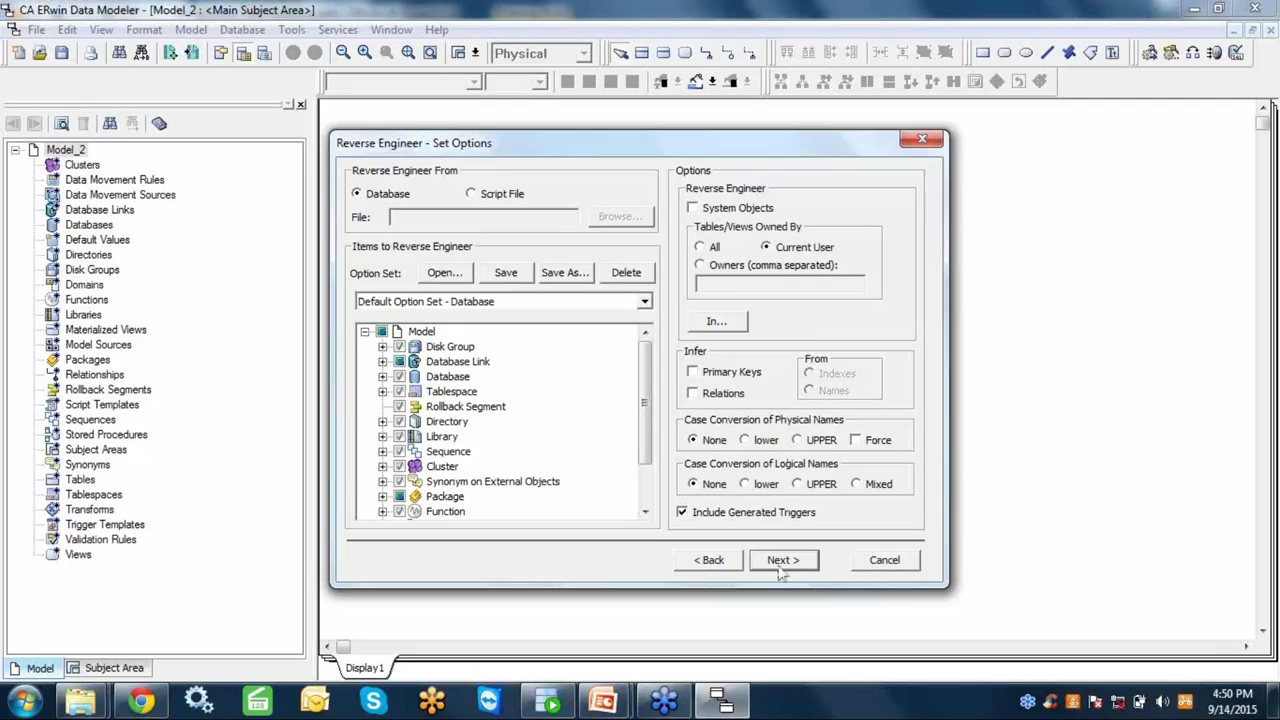 CA ERwin Data Modeler - [Model_2 : <Main Subject Area>]
File Edit View Format Model Database Tools Services Window Help
Physical
Model_2
Clusters
Data Movement Rules
Data Movement Sources
Database Links
Databases
Default Values
Directories
Disk Groups
Domains
Functions
Libraries
Materialized Views
Model Sources
Packages
Relationships
Rollback Segments
Script Templates
Sequences
Stored Procedures
Subject Areas
Synonyms
Tables
Tablespaces
Transforms
Trigger Templates
Validation Rules
Views
Model Subject Area
Reverse Engineer - Set Options
Reverse Engineer From
Database Script File
File: Browse...
Items to Reverse Engineer
Option Set: Open... Save Save As... Delete
Default Option Set - Database
Model
Disk Group
Database Link
Database
Tablespace
Rollback Segment
Directory
Library
Sequence
Cluster
Synonym on External Objects
Package
Function
Options
Reverse Engineer
System Objects
Tables/Views Owned By
All Current User
Owners (comma separated):
In...
Infer
Primary Keys
Relations
From
Indexes
Names
Case Conversion of Physical Names
None lower UPPER Force
Case Conversion of Logical Names
None lower UPPER Mixed
Include Generated Triggers
< Back Next > Cancel
Display1
123
4:50 PM
9/14/2015